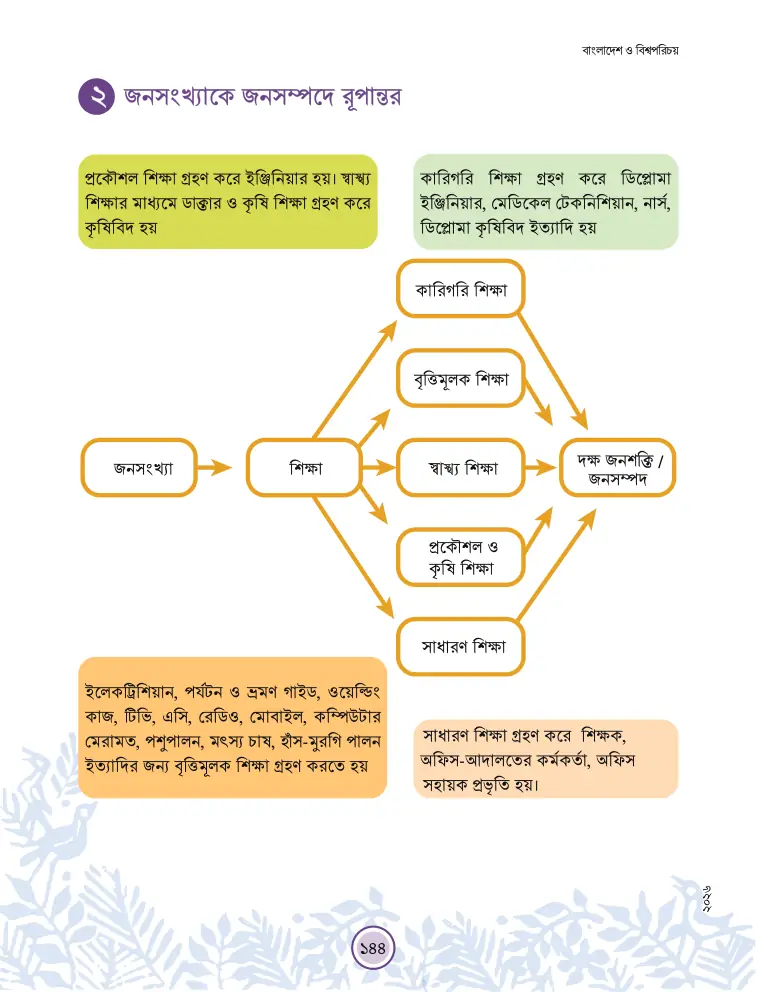 বাংলাদেশ ও বিশ্বপরিচয়
২ জনসংখ্যাকে জনসম্পদে রূপান্তর
প্রকৌশল শিক্ষা গ্রহণ করে ইঞ্জিনিয়ার হয়। স্বাস্থ্য
শিক্ষার মাধ্যমে ডাক্তার ও কৃষি শিক্ষা গ্রহণ করে
কৃষিবিদ হয়
কারিগরি শিক্ষা গ্রহণ করে ডিপ্লোমা
ইঞ্জিনিয়ার, মেডিকেল টেকনিশিয়ান, নার্স,
ডিপ্লোমা কৃষিবিদ ইত্যাদি হয়
কারিগরি শিক্ষা
বৃত্তিমূলক শিক্ষা
জনসংখ্যা
শিক্ষা
স্বাস্থ্য শিক্ষা
দক্ষ জনশক্তি /
জনসম্পদ
প্রকৌশল ও
কৃষি শিক্ষা
সাধারণ শিক্ষা
ইলেকট্রিশিয়ান, পর্যটন ও ভ্রমণ গাইড, ওয়েল্ডিং
কাজ, টিভি, এসি, রেডিও, মোবাইল, কম্পিউটার
মেরামত, পশুপালন, মৎস্য চাষ, হাঁস-মুরগি পালন
ইত্যাদির জন্য বৃত্তিমূলক শিক্ষা গ্রহণ করতে হয়
সাধারণ শিক্ষা গ্রহণ করে শিক্ষক,
অফিস-আদালতের কর্মকর্তা, অফিস
সহায়ক প্রভৃতি হয়।
২০২৬
১৪৪